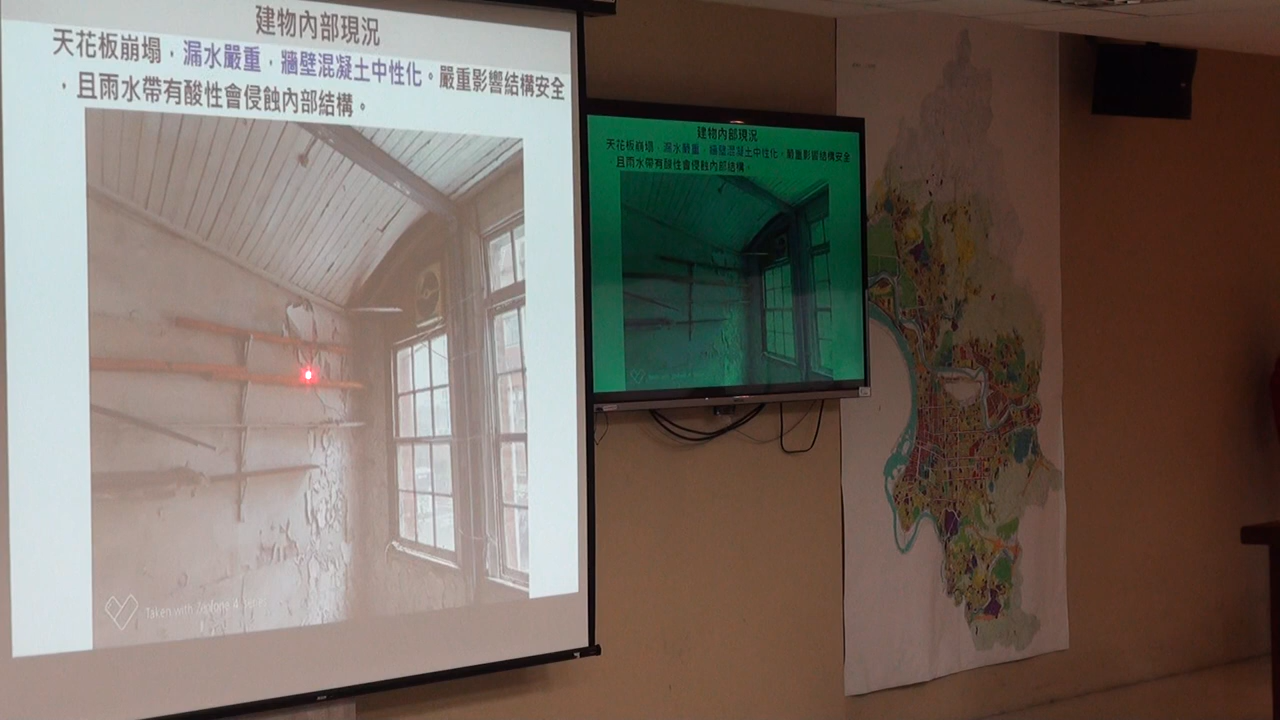 建物內部現況
天花板崩塌，漏水嚴重，牆壁混凝土中性化。嚴重影響結構安全
，且雨水帶有酸性會侵蝕內部結構。
Taken with Zenfone 4 Series
建物內部現況
天花板崩塌，漏水嚴重，牆壁混凝土中性化。嚴重影響結構安全
，且雨水帶有酸性會侵蝕內部結構。